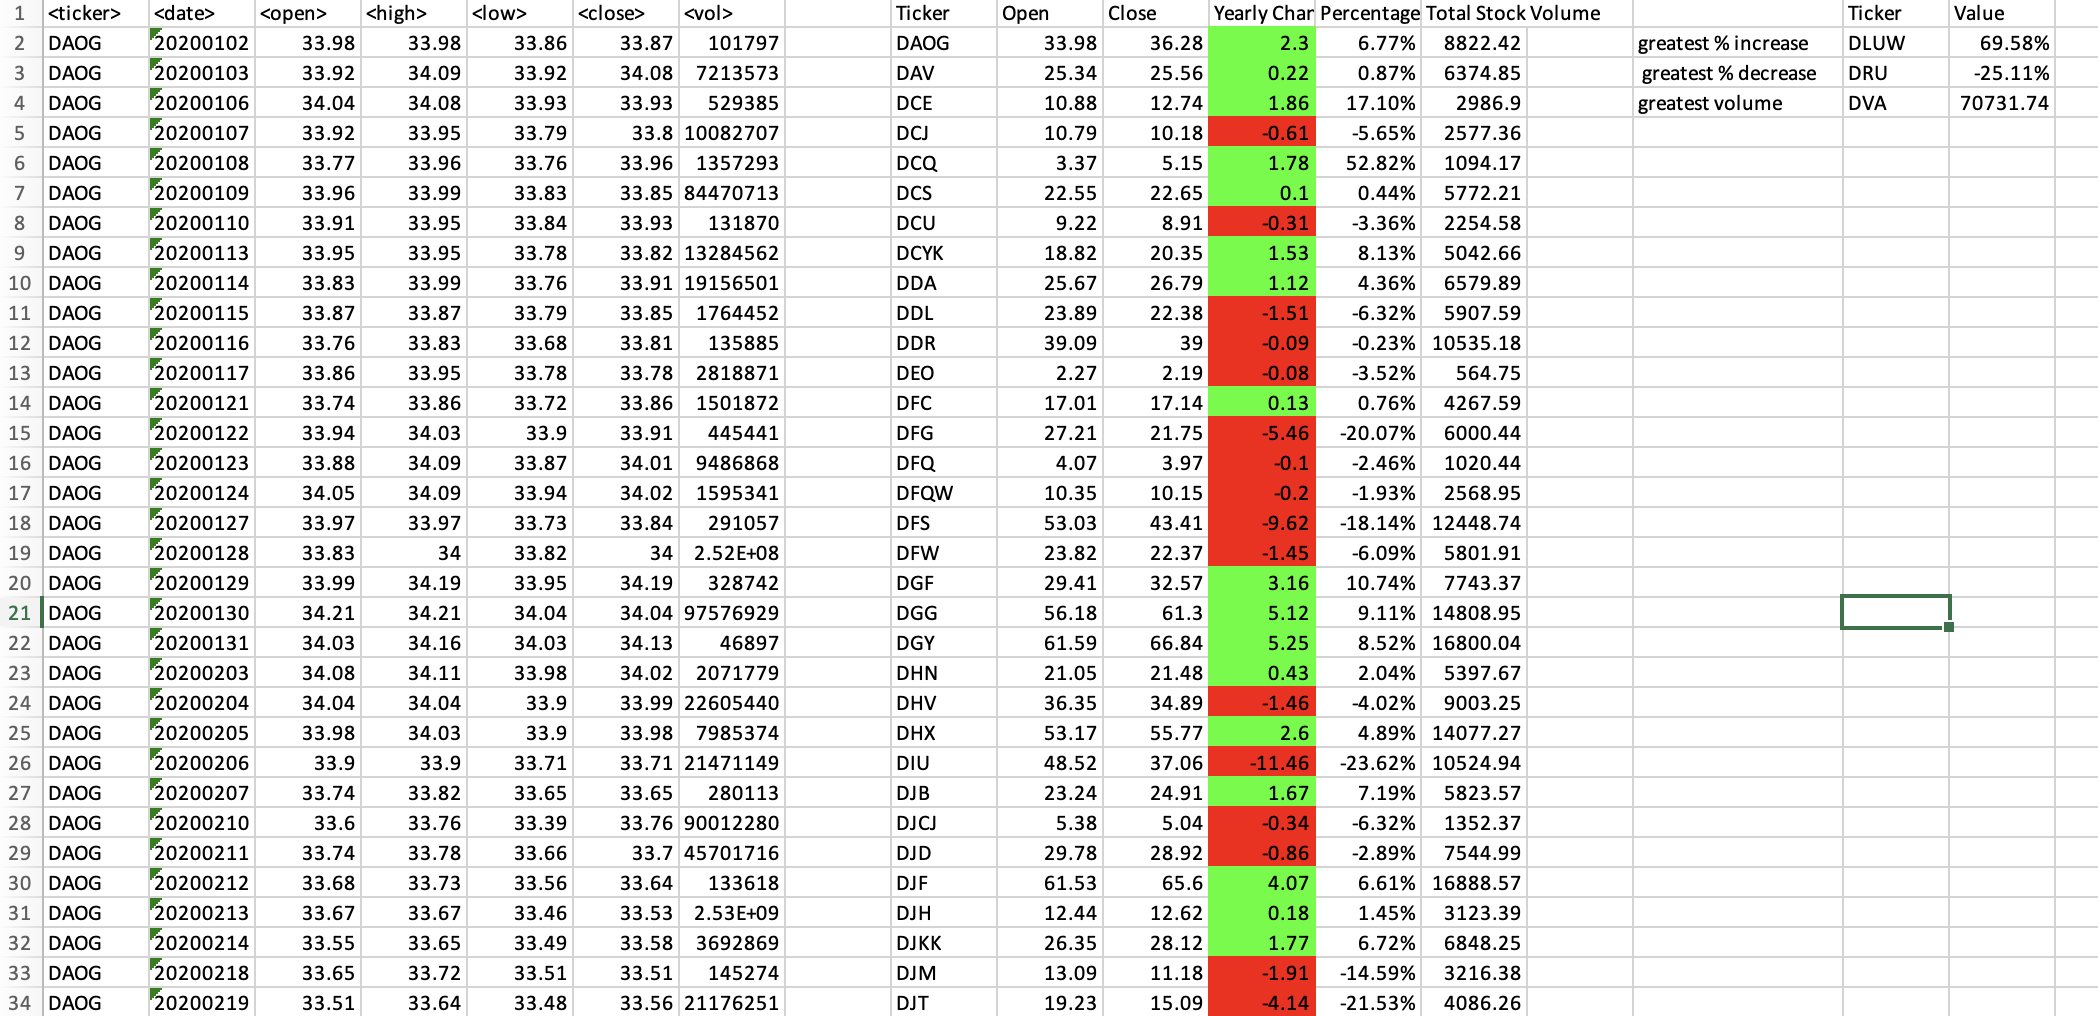 1 <ticker> <date> <open> <high> <low> <close> <vol> Ticker Open Close Yearly Char Percentage Total Stock Volume Ticker Value
2 DAOG 20200102 33.98 33.98 33.86 33.87 101797 DAOG 33.98 36.28 2.3 6.77% 8822.42 greatest % increase DLUW 69.58%
3 DAOG 20200103 33.92 34.09 33.92 34.08 7213573 DAV 25.34 25.56 0.22 0.87% 6374.85 greatest % decrease DRU -25.11%
4 DAOG 20200106 34.04 34.08 33.93 33.93 529385 DCE 10.88 12.74 1.86 17.10% 2986.9 greatest volume DVA 70731.74
5 DAOG 20200107 33.92 33.95 33.79 33.8 10082707 DCJ 10.79 10.18 -0.61 -5.65% 2577.36
6 DAOG 20200108 33.77 33.96 33.76 33.96 1357293 DCQ 3.37 5.15 1.78 52.82% 1094.17
7 DAOG 20200109 33.96 33.99 33.83 33.85 84470713 DCS 22.55 22.65 0.1 0.44% 5772.21
8 DAOG 20200110 33.91 33.95 33.84 33.93 131870 DCU 9.22 8.91 -0.31 -3.36% 2254.58
9 DAOG 20200113 33.95 33.95 33.78 33.82 13284562 DCYK 18.82 20.35 1.53 8.13% 5042.66
10 DAOG 20200114 33.83 33.99 33.76 33.91 19156501 DDA 25.67 26.79 1.12 4.36% 6579.89
11 DAOG 20200115 33.87 33.87 33.79 33.85 1764452 DDL 23.89 22.38 -1.51 -6.32% 5907.59
12 DAOG 20200116 33.76 33.83 33.68 33.81 135885 DDR 39.09 39 -0.09 -0.23% 10535.18
13 DAOG 20200117 33.86 33.95 33.78 33.78 2818871 DEO 2.27 2.19 -0.08 -3.52% 564.75
14 DAOG 20200121 33.74 33.86 33.72 33.86 1501872 DFC 17.01 17.14 0.13 0.76% 4267.59
15 DAOG 20200122 33.94 34.03 33.9 33.91 445441 DFG 27.21 21.75 -5.46 -20.07% 6000.44
16 DAOG 20200123 33.88 34.09 33.87 34.01 9486868 DFQ 4.07 3.97 -0.1 -2.46% 1020.44
17 DAOG 20200124 34.05 34.09 33.94 34.02 1595341 DFQW 10.35 10.15 -0.2 -1.93% 2568.95
18 DAOG 20200127 33.97 33.97 33.73 33.84 291057 DFS 53.03 43.41 -9.62 -18.14% 12448.74
19 DAOG 20200128 33.83 34 33.82 34 2.52E+08 DFW 23.82 22.37 -1.45 -6.09% 5801.91
20 DAOG 20200129 33.99 34.19 33.95 34.19 328742 DGF 29.41 32.57 3.16 10.74% 7743.37
21 DAOG 20200130 34.21 34.21 34.04 34.04 97576929 DGG 56.18 61.3 5.12 9.11% 14808.95
22 DAOG 20200131 34.03 34.16 34.03 34.13 46897 DGY 61.59 66.84 5.25 8.52% 16800.04
23 DAOG 20200203 34.08 34.11 33.98 34.02 2071779 DHN 21.05 21.48 0.43 2.04% 5397.67
24 DAOG 20200204 34.04 34.04 33.9 33.99 22605440 DHV 36.35 34.89 -1.46 -4.02% 9003.25
25 DAOG 20200205 33.98 34.03 33.9 33.98 7985374 DHX 53.17 55.77 2.6 4.89% 14077.27
26 DAOG 20200206 33.9 33.9 33.71 33.71 21471149 DIU 48.52 37.06 -11.46 -23.62% 10524.94
27 DAOG 20200207 33.74 33.82 33.65 33.65 280113 DJB 23.24 24.91 1.67 7.19% 5823.57
28 DAOG 20200210 33.6 33.76 33.39 33.76 90012280 DJCJ 5.38 5.04 -0.34 -6.32% 1352.37
29 DAOG 20200211 33.74 33.78 33.66 33.7 45701716 DJD 29.78 28.92 -0.86 -2.89% 7544.99
30 DAOG 20200212 33.68 33.73 33.56 33.64 133618 DJF 61.53 65.6 4.07 6.61% 16888.57
31 DAOG 20200213 33.67 33.67 33.46 33.53 2.53E+09 DJH 12.44 12.62 0.18 1.45% 3123.39
32 DAOG 20200214 33.55 33.65 33.49 33.58 3692869 DJKK 26.35 28.12 1.77 6.72% 6848.25
33 DAOG 20200218 33.65 33.72 33.51 33.51 145274 DJM 13.09 11.18 -1.91 -14.59% 3216.38
34 DAOG 20200219 33.51 33.64 33.48 33.56 21176251 DJT 19.23 15.09 -4.14 -21.53% 4086.26